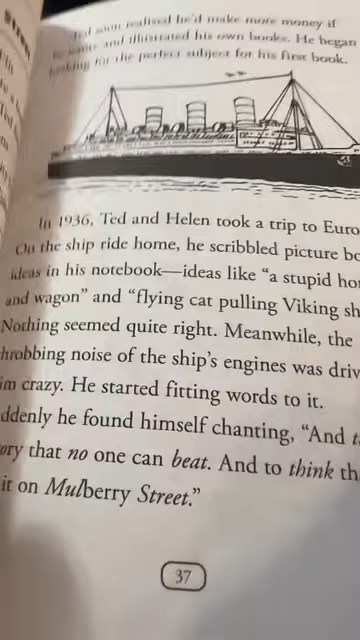 Ted soon realized he'd make more money if
he wrote and illustrated his own books. He began
looking for the perfect subject for his first book.
In 1936, Ted and Helen took a trip to Euro
On the ship ride home, he scribbled picture bo
ideas in his notebook—ideas like "a stupid ho
and wagon" and "flying cat pulling Viking sh
Nothing seemed quite right. Meanwhile, the
hrobbing noise of the ship's engines was driv
im crazy. He started fitting words to it.
ddenly he found himself chanting, "And t
ory that no one can beat. And to think th
it on Mulberry Street."
37